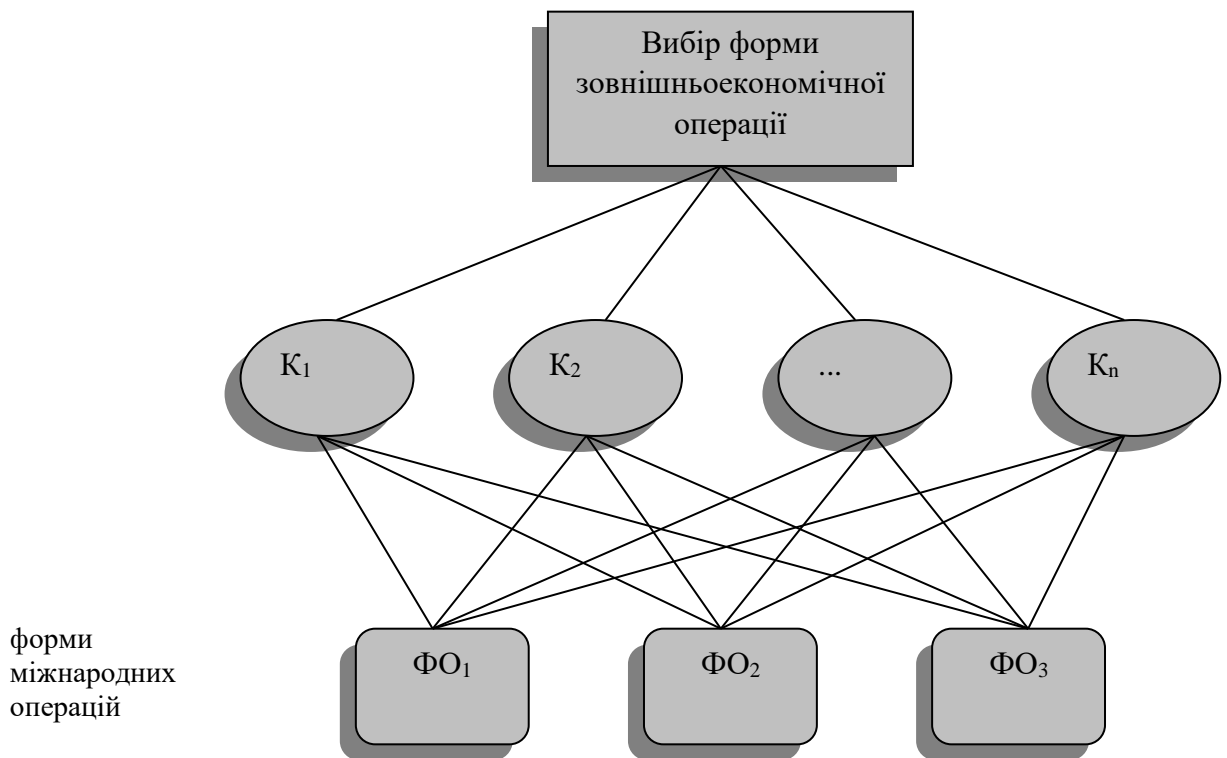 Вибір форми
зовнішньоекономічної
операції
К₁
К₂
...
Кₙ
форми
міжнародних
операцій
ФО₁
ФО₂
ФО₃